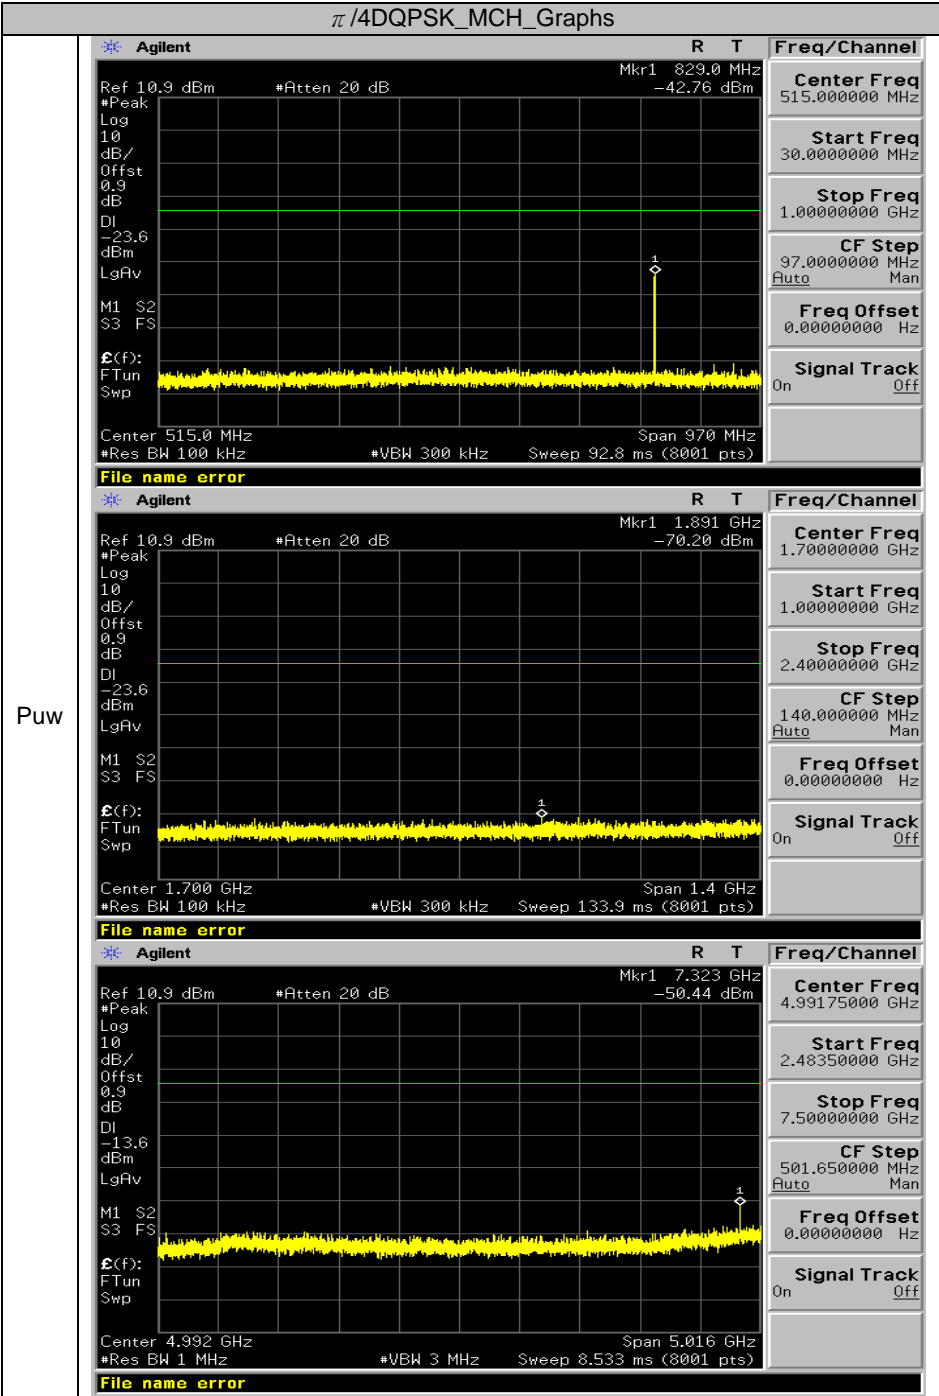 π/4DQPSK_MCH_Graphs
Puw
Agilent R T Freq/Channel
Mkr1 829.0 MHz
Ref 10.9 dBm #Atten 20 dB -42.76 dBm
#Peak
Log
10
dB/
Offst
0.9
dB
DI
-23.6
dBm
LgAv
M1 S2
S3 FS
£(f):
FTun
Swp
1
Center 515.0 MHz Span 970 MHz
#Res BW 100 kHz #VBW 300 kHz Sweep 92.8 ms (8001 pts)
File name error
Center Freq
515.000000 MHz
Start Freq
30.0000000 MHz
Stop Freq
1.00000000 GHz
CF Step
97.0000000 MHz
Auto Man
Freq Offset
0.00000000 Hz
Signal Track
On Off
Agilent R T Freq/Channel
Mkr1 1.891 GHz
Ref 10.9 dBm #Atten 20 dB -70.20 dBm
#Peak
Log
10
dB/
Offst
0.9
dB
DI
-23.6
dBm
LgAv
M1 S2
S3 FS
£(f):
FTun
Swp
1
Center 1.700 GHz Span 1.4 GHz
#Res BW 100 kHz #VBW 300 kHz Sweep 133.9 ms (8001 pts)
File name error
Center Freq
1.70000000 GHz
Start Freq
1.00000000 GHz
Stop Freq
2.40000000 GHz
CF Step
140.000000 MHz
Auto Man
Freq Offset
0.00000000 Hz
Signal Track
On Off
Agilent R T Freq/Channel
Mkr1 7.323 GHz
Ref 10.9 dBm #Atten 20 dB -50.44 dBm
#Peak
Log
10
dB/
Offst
0.9
dB
DI
-13.6
dBm
LgAv
M1 S2
S3 FS
£(f):
FTun
Swp
1
Center 4.992 GHz Span 5.016 GHz
#Res BW 1 MHz #VBW 3 MHz Sweep 8.533 ms (8001 pts)
File name error
Center Freq
4.99175000 GHz
Start Freq
2.48350000 GHz
Stop Freq
7.50000000 GHz
CF Step
501.650000 MHz
Auto Man
Freq Offset
0.00000000 Hz
Signal Track
On Off